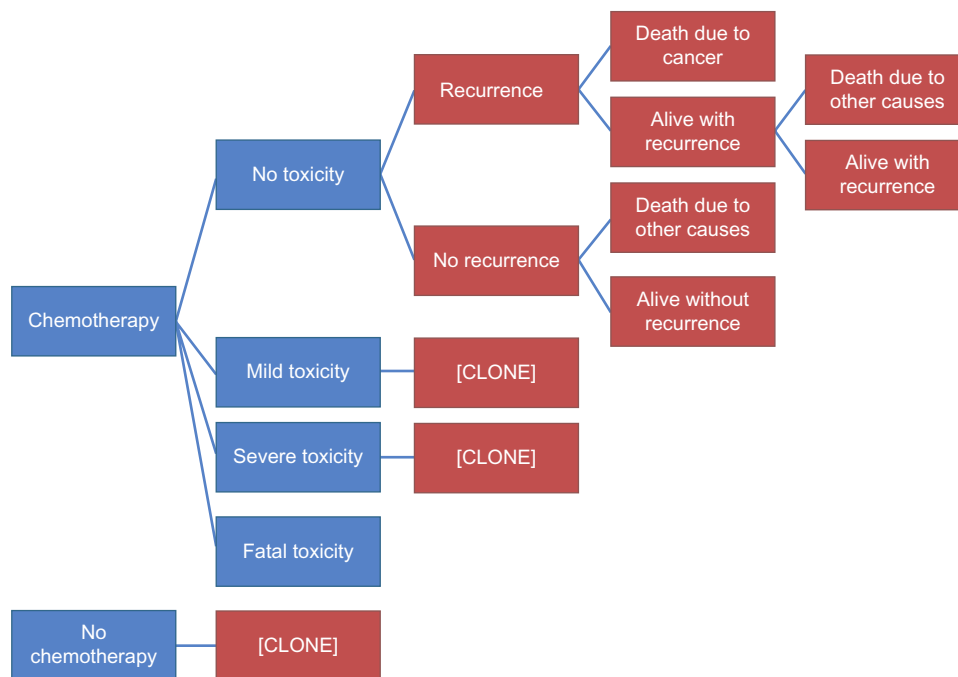 Death due to
cancer
Death due to
other causes
Recurrence
Alive with
recurrence
Alive with
recurrence
No toxicity
Death due to
other causes
No recurrence
Alive without
recurrence
Chemotherapy
Mild toxicity
[CLONE]
Severe toxicity
[CLONE]
Fatal toxicity
No
chemotherapy
[CLONE]